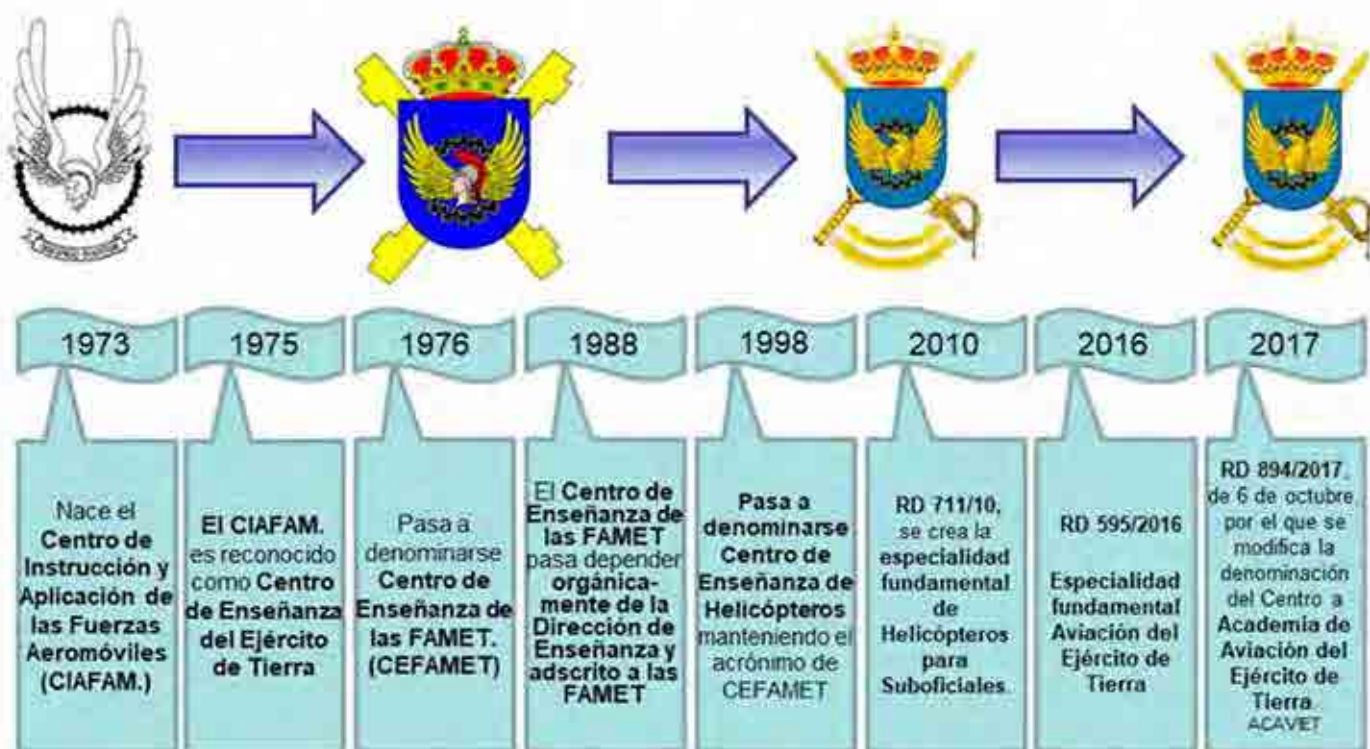 1973
Nace el
Centro de
Instrucción y
Aplicación de
las Fuerzas
Aeromóviles
(CIAFAM.)
1975
El CIAFAM.
es reconocido
como Centro
de Enseñanza
del Ejército
de Tierra
1976
Pasa a
denominarse
Centro de
Enseñanza de
las FAMET.
(CEFAMET)
1988
El Centro de
Enseñanza de
las FAMET
pasa depender
orgánica-
mente de la
Dirección de
Enseñanza y
adscrito a las
FAMET
1998
Pasa a
denominarse
Centro de
Enseñanza de
Helicópteros
manteniendo el
acrónimo de
CEFAMET
2010
RD 711/10,
se crea la
especialidad
fundamental
de
Helicópteros
para
Suboficiales.
2016
RD 595/2016
Especialidad
fundamental
Aviación del
Ejército de
Tierra
2017
RD 894/2017,
de 6 de octubre
por el que se
modifica la
denominación
del Centro a
Academia de
Aviación del
Ejército de
Tierra
ACAVIET